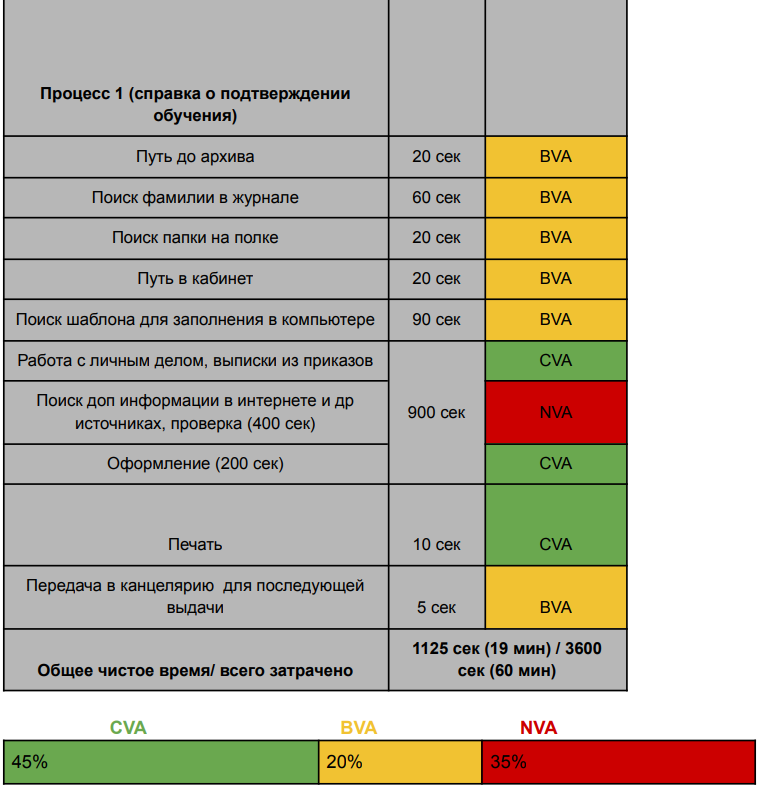 Процесс 1 (справка о подтверждении
обучения)
Путь до архива 20 сек BVA
Поиск фамилии в журнале 60 сек BVA
Поиск папки на полке 20 сек BVA
Путь в кабинет 20 сек BVA
Поиск шаблона для заполнения в компьютере 90 сек BVA
Работа с личным делом, выписки из приказов CVA
Поиск доп информации в интернете и др
источниках, проверка (400 сек) 900 сек NVA
Оформление (200 сек) CVA
Печать 10 сек CVA
Передача в канцелярию для последующей
выдачи 5 сек BVA
Общее чистое время/ всего затрачено 1125 сек (19 мин) / 3600
сек (60 мин)
CVA BVA NVA
45% 20% 35%